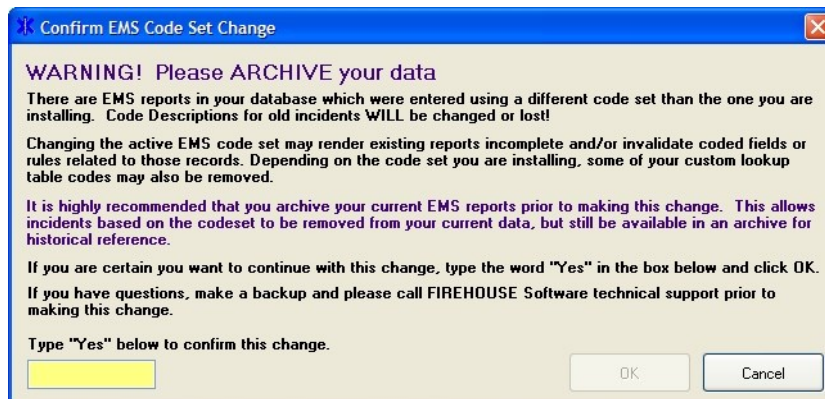 Confirm EMS Code Set Change
WARNING! Please ARCHIVE your data
There are EMS reports in your database which were entered using a different code set than the one you are
installing. Code Descriptions for old incidents WILL be changed or lost!
Changing the active EMS code set may render existing reports incomplete and/or invalidate coded fields or
rules related to those records. Depending on the code set you are installing, some of your custom lookup
table codes may also be removed.
It is highly recommended that you archive your current EMS reports prior to making this change. This allows
incidents based on the codeset to be removed from your current data, but still be available in an archive for
historical reference.
If you are certain you want to continue with this change, type the word "Yes" in the box below and click OK.
If you have questions, make a backup and please call FIREHOUSE Software technical support prior to
making this change.
Type "Yes" below to confirm this change.
OK
Cancel